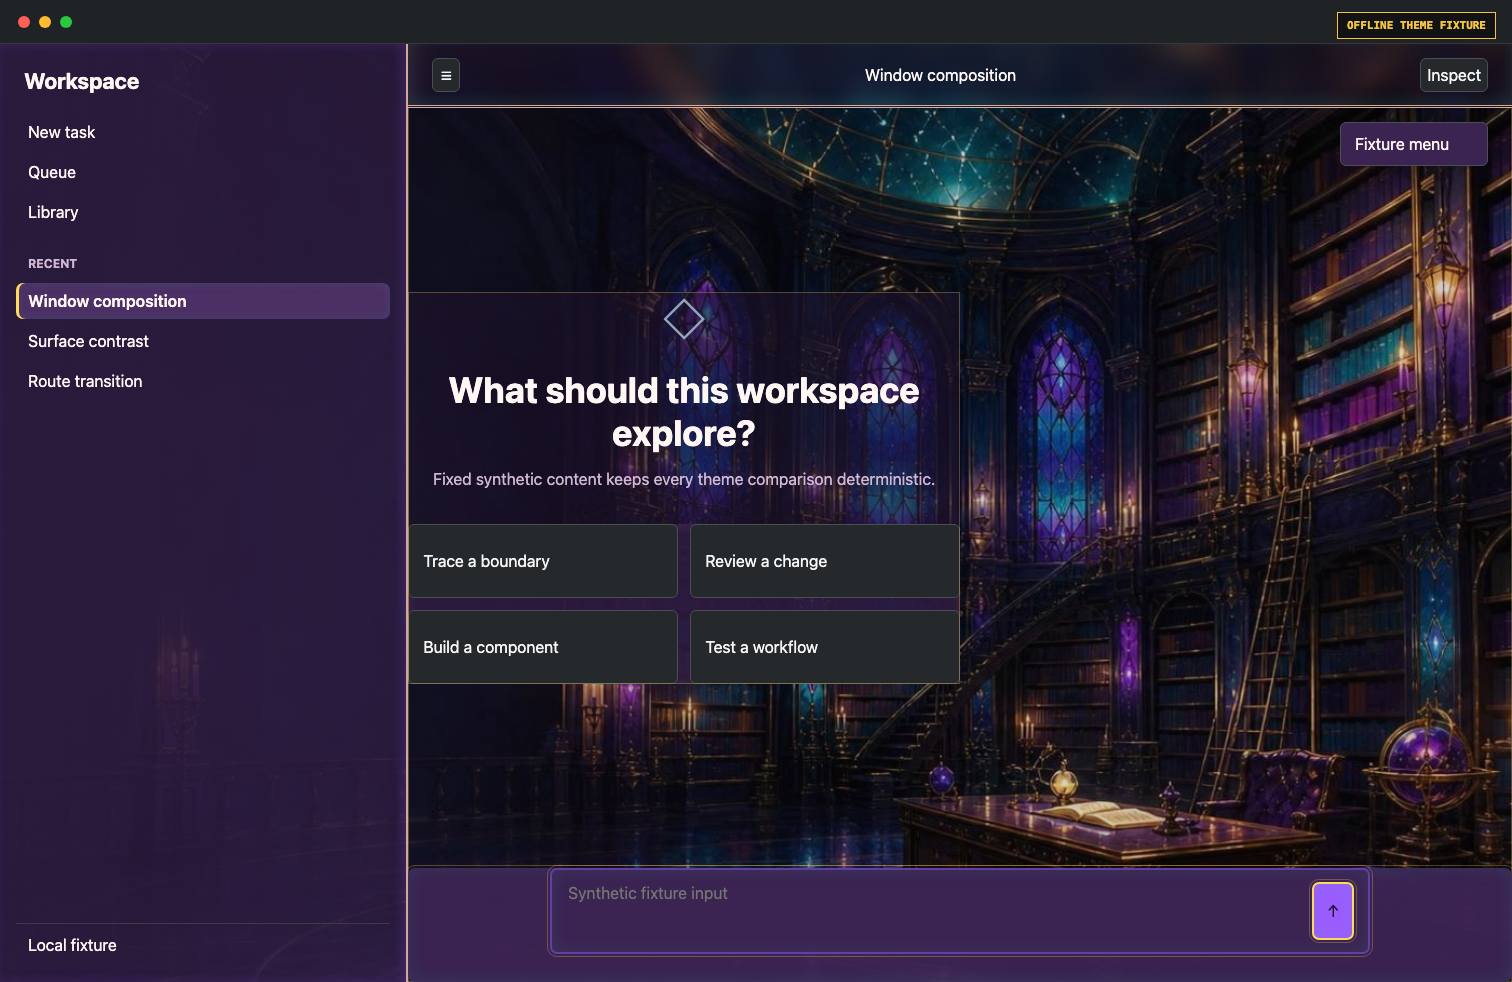 OFFLINE THEME FIXTURE
Workspace
New task
Queue
Library
RECENT
Window composition
Surface contrast
Route transition
Local fixture
Window composition
Inspect
Fixture menu
What should this workspace
explore?
Fixed synthetic content keeps every theme comparison deterministic.
Trace a boundary
Review a change
Build a component
Test a workflow
Synthetic fixture input